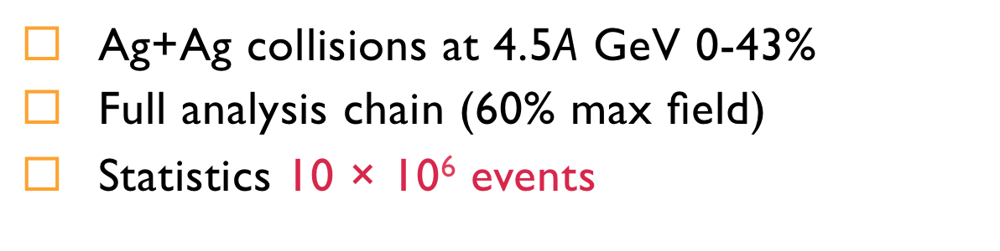 □ Ag+Ag collisions at 4.5A GeV 0-43%
□ Full analysis chain (60% max field)
□ Statistics 10 × 10⁶ events